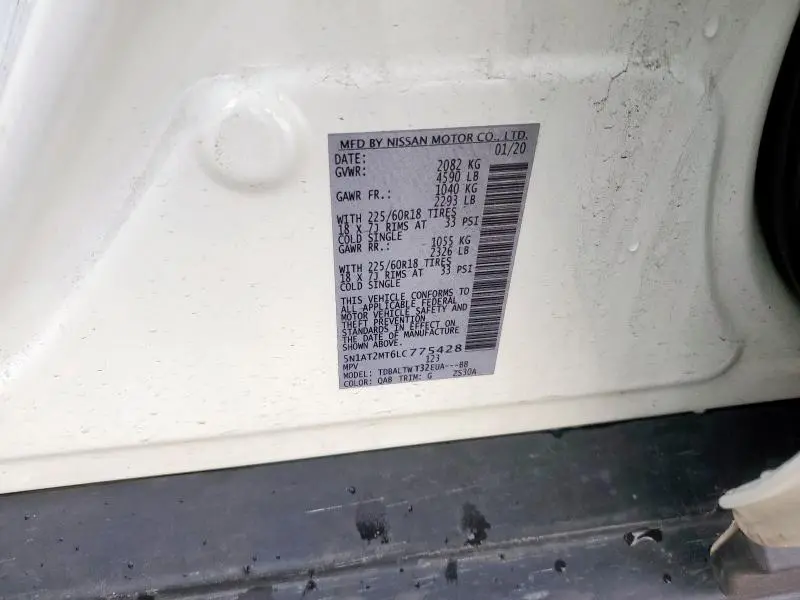 MFD BY NISSAN MOTOR CO., LTD.
DATE: 01/20
GVWR: 2082 KG
4590 LB
GAWR FR.: 1040 KG
2293 LB
WITH 225/60R18 TIRES
18 X 7J RIMS AT 33 PSI
COLD SINGLE
GAWR RR.: 1055 KG
2326 LB
WITH 225/60R18 TIRES
18 X 7J RIMS AT 33 PSI
COLD SINGLE
THIS VEHICLE CONFORMS TO
ALL APPLICABLE FEDERAL
MOTOR VEHICLE SAFETY AND
THEFT PREVENTION
STANDARDS IN EFFECT ON
THE DATE OF MANUFACTURE
SHOWN ABOVE.
5N1AT2MT6LC775428
MPV 123
MODEL: TDBALTWT32EUA---BB
COLOR: QAB TRIM: G ZS30A